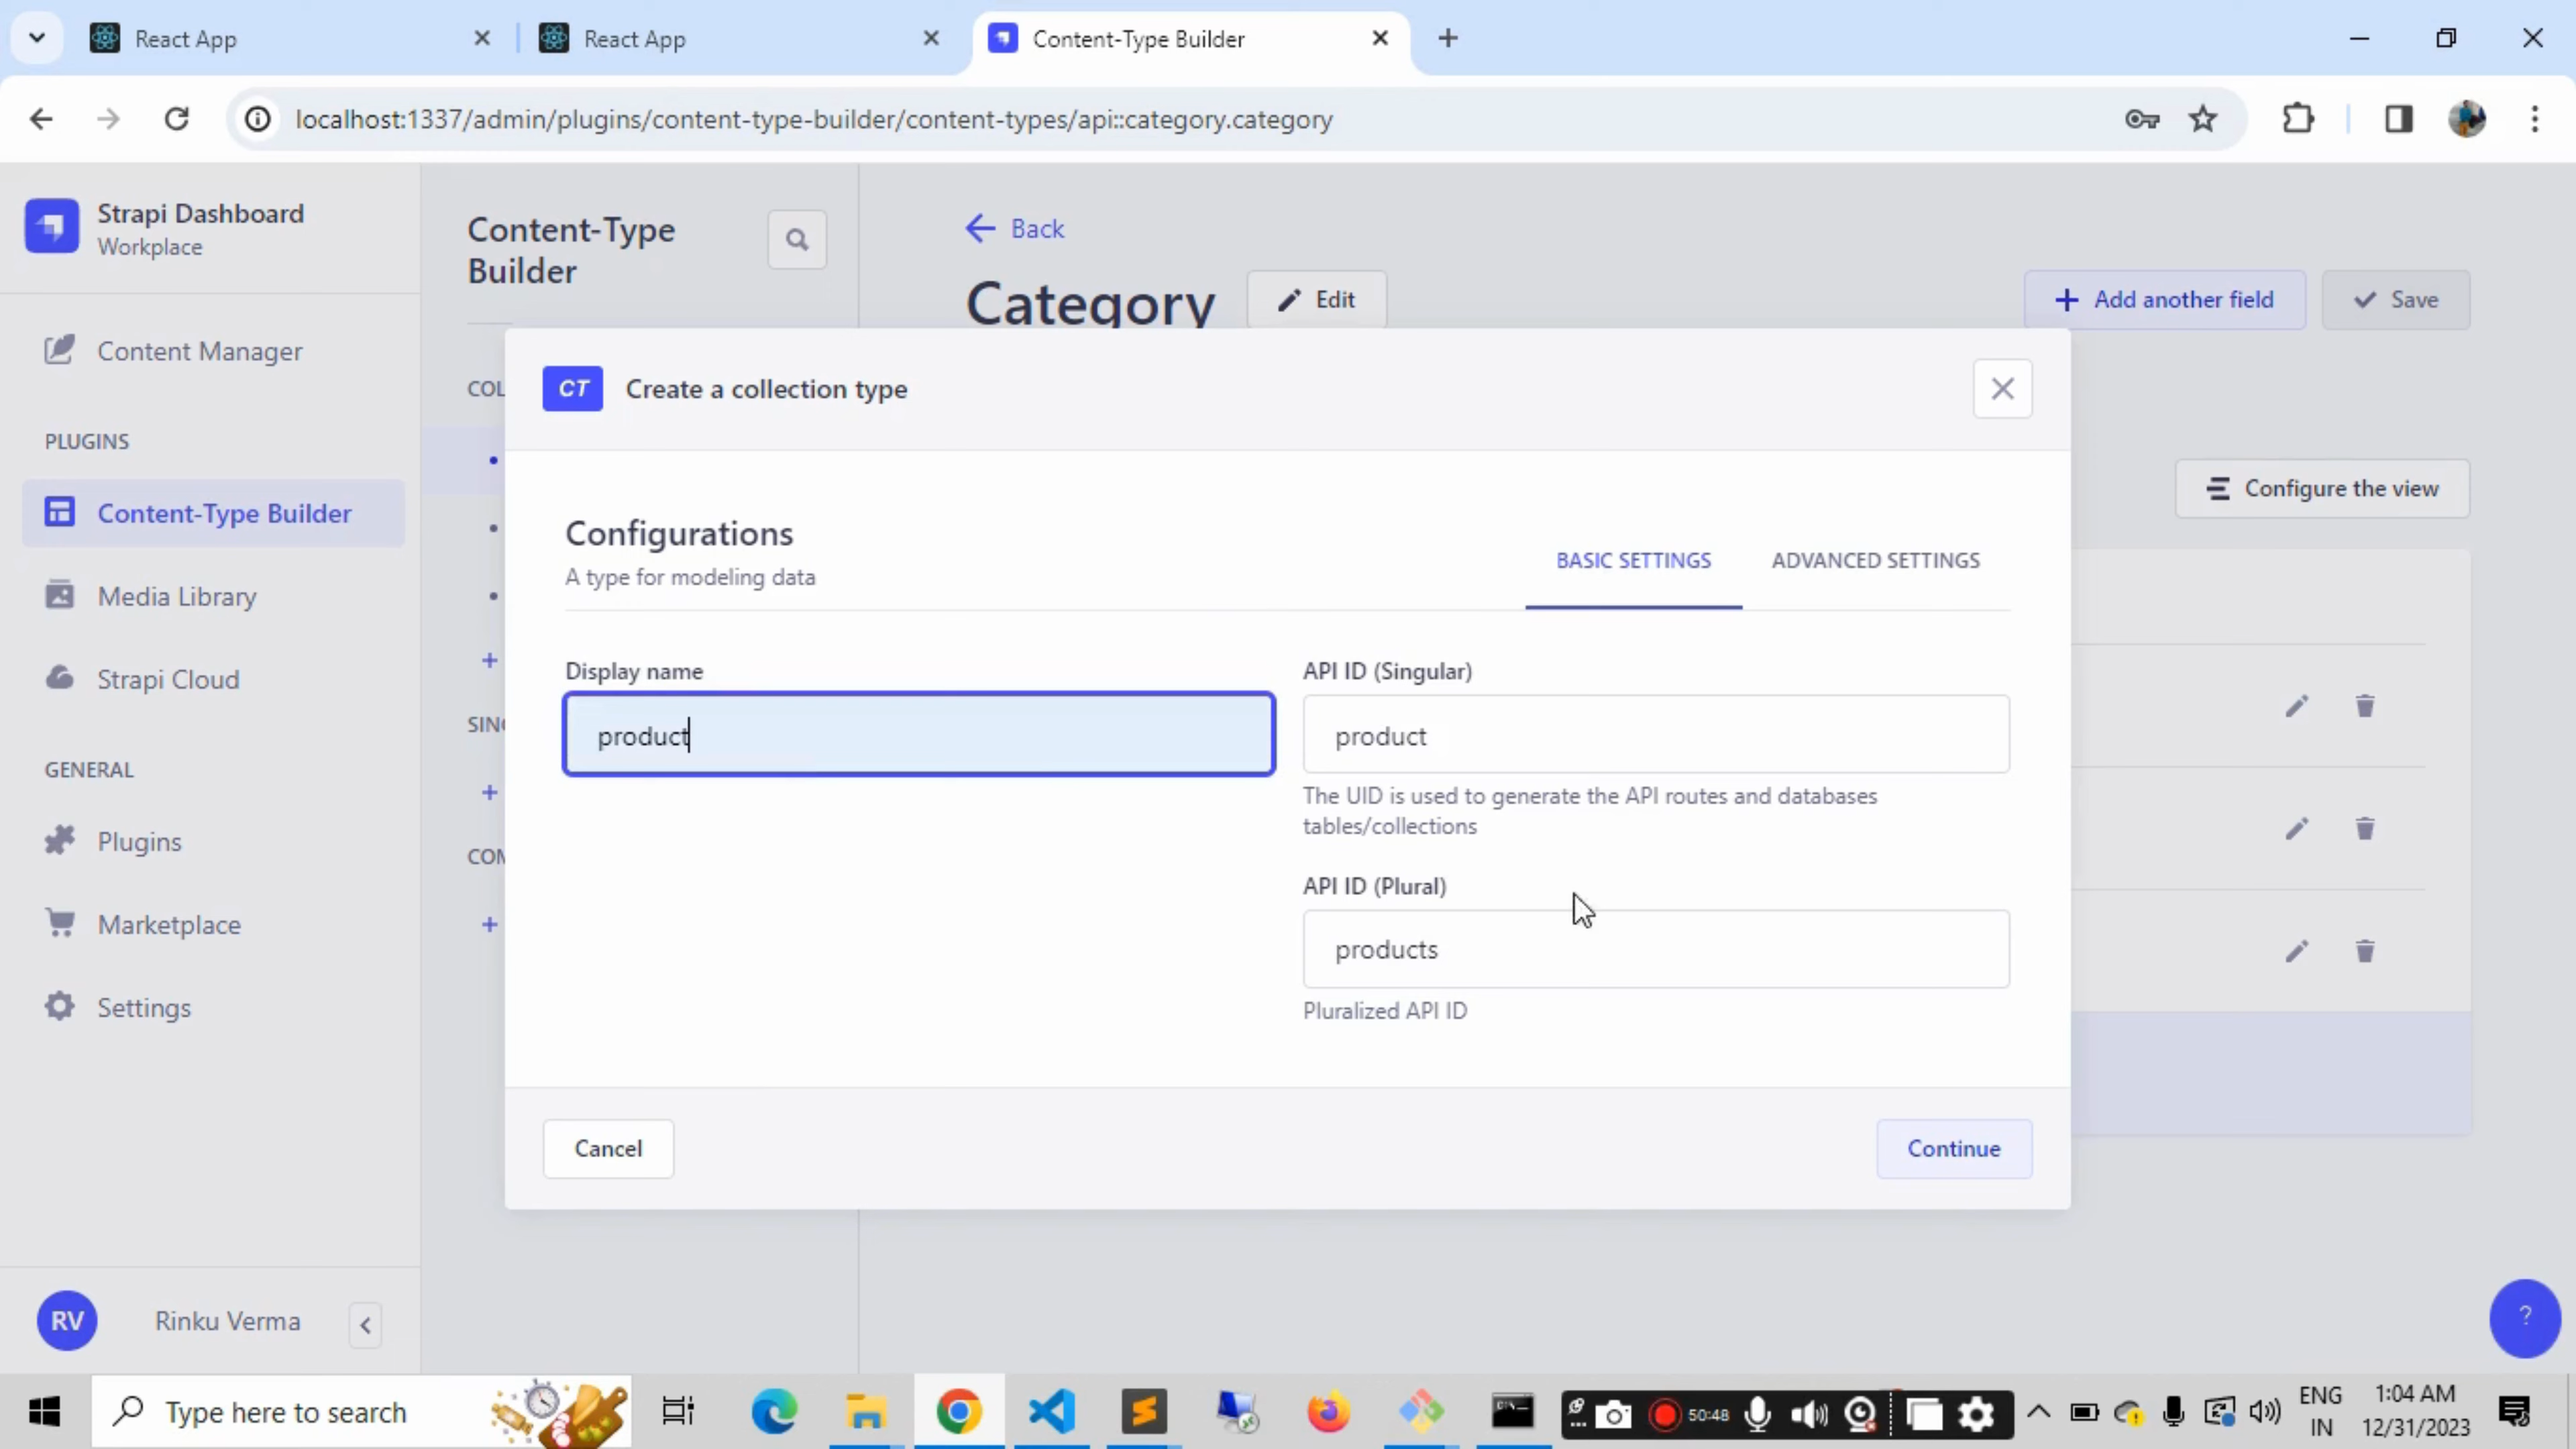 React App
React App
Content-Type Builder
localhost:1337/admin/plugins/content-type-builder/content-types/api::category.category
Strapi Dashboard
Workplace
Content Manager
PLUGINS
Content-Type Builder
Media Library
Strapi Cloud
GENERAL
Plugins
Marketplace
Settings
RV
Rinku Verma
Content-Type
Builder
COL
SING
COM
Back
Category
Edit
Add another field
Save
Configure the view
CT
Create a collection type
Configurations
A type for modeling data
BASIC SETTINGS
ADVANCED SETTINGS
Display name
product
API ID (Singular)
product
The UID is used to generate the API routes and databases
tables/collections
API ID (Plural)
products
Pluralized API ID
Cancel
Continue
?
Type here to search
50:48
ENG
IN
1:04 AM
12/31/2023